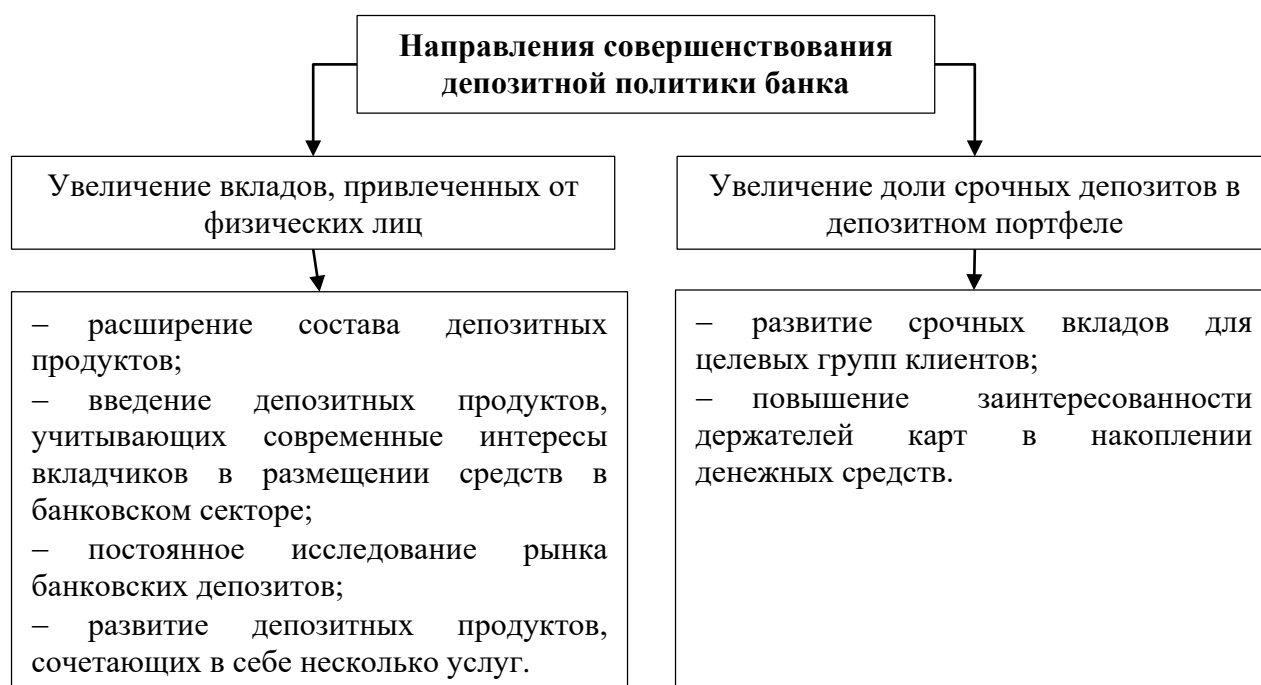 Направления совершенствования
депозитной политики банка
Увеличение вкладов, привлеченных от
физических лиц
Увеличение доли срочных депозитов в
депозитном портфеле
– расширение состава депозитных
продуктов;
– введение депозитных продуктов,
учитывающих современные интересы
вкладчиков в размещении средств в
банковском секторе;
– постоянное исследование рынка
банковских депозитов;
– развитие депозитных продуктов,
сочетающих в себе несколько услуг.
– развитие срочных вкладов для
целевых групп клиентов;
– повышение заинтересованности
держателей карт в накоплении
денежных средств.